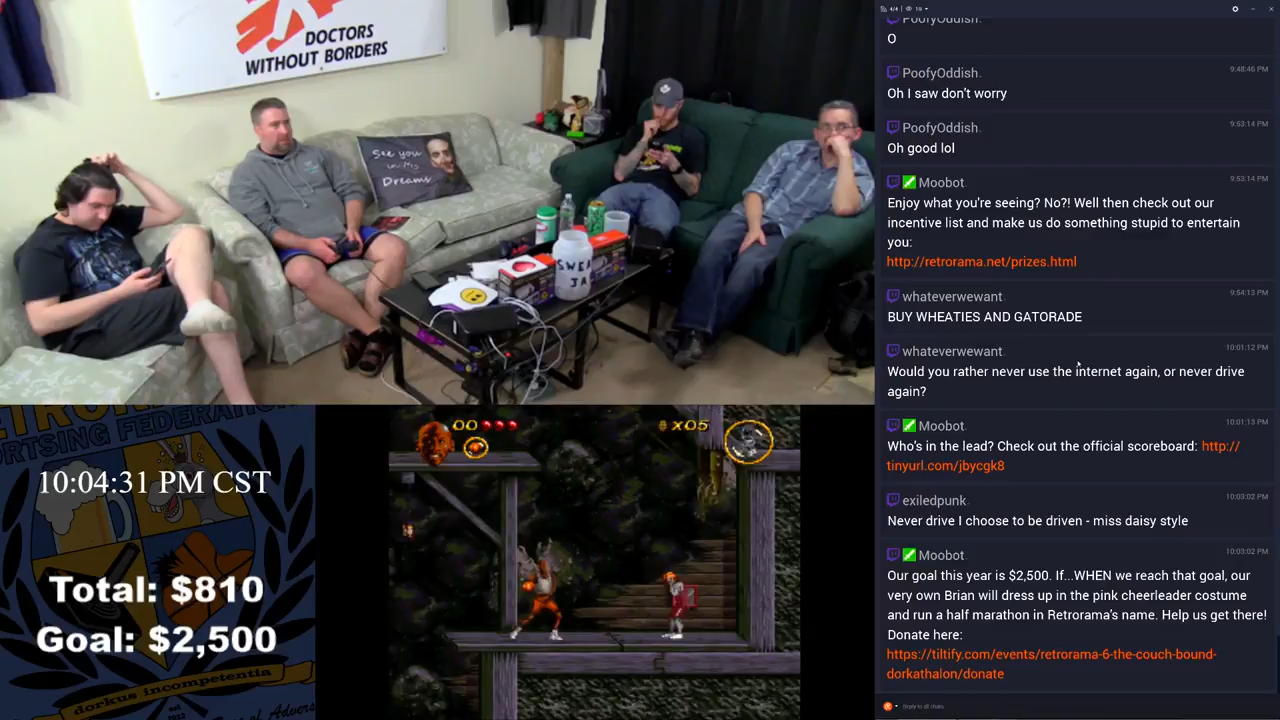 DOCTORS
WITHOUT BORDERS
See you
in my
Dreams
SWEAR
JA
10:04:31 PM CST
Total: $810
Goal: $2,500
dorkus incompetentia
00
x05
4/4
PoofyOddish.
O
PoofyOddish. 9:48:46 PM
Oh I saw don't worry
PoofyOddish. 9:53:14 PM
Oh good lol
Moobot. 9:53:14 PM
Enjoy what you're seeing? No?! Well then check out our
incentive list and make us do something stupid to entertain
you:
http://retrorama.net/prizes.html
whateverwewant 9:54:13 PM
BUY WHEATIES AND GATORADE
whateverwewant 10:01:12 PM
Would you rather never use the internet again, or never drive
again?
Moobot. 10:01:13 PM
Who's in the lead? Check out the official scoreboard: http://
tinyurl.com/jbycgk8
exiledpunk. 10:03:02 PM
Never drive I choose to be driven - miss daisy style
Moobot. 10:03:02 PM
Our goal this year is $2,500. If...WHEN we reach that goal, our
very own Brian will dress up in the pink cheerleader costume
and run a half marathon in Retrorama's name. Help us get there!
Donate here:
https://tiltify.com/events/retrorama-6-the-couch-bound-
dorkathalon/donate
Reply to all chats